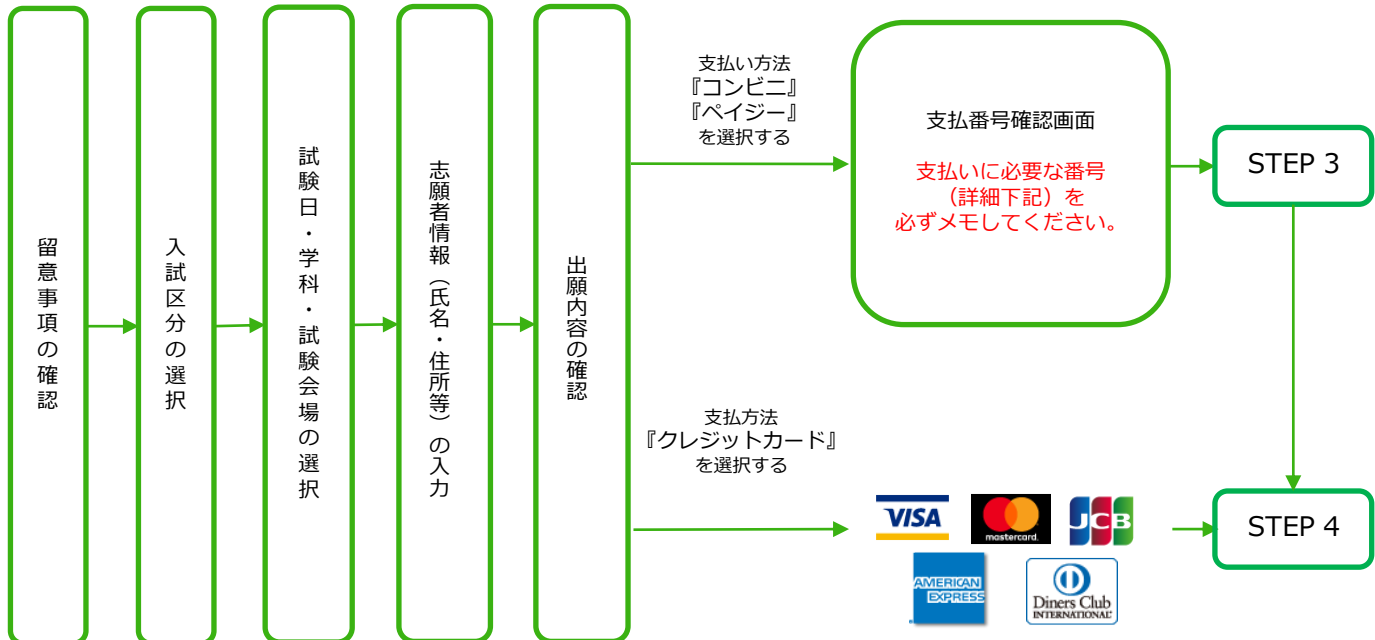 留意事項の確認
入試区分の選択
試験日・学科・試験会場の選択
志願者情報（氏名・住所等）の入力
出願内容の確認
支払い方法
『コンビニ』
『ペイジー』
を選択する
支払番号確認画面
支払いに必要な番号
（詳細下記）を
必ずメモしてください。
STEP 3
支払方法
『クレジットカード』
を選択する
VISA
mastercard.
JCB
AMERICAN
EXPRESS
Diners Club
INTERNATIONAL
STEP 4